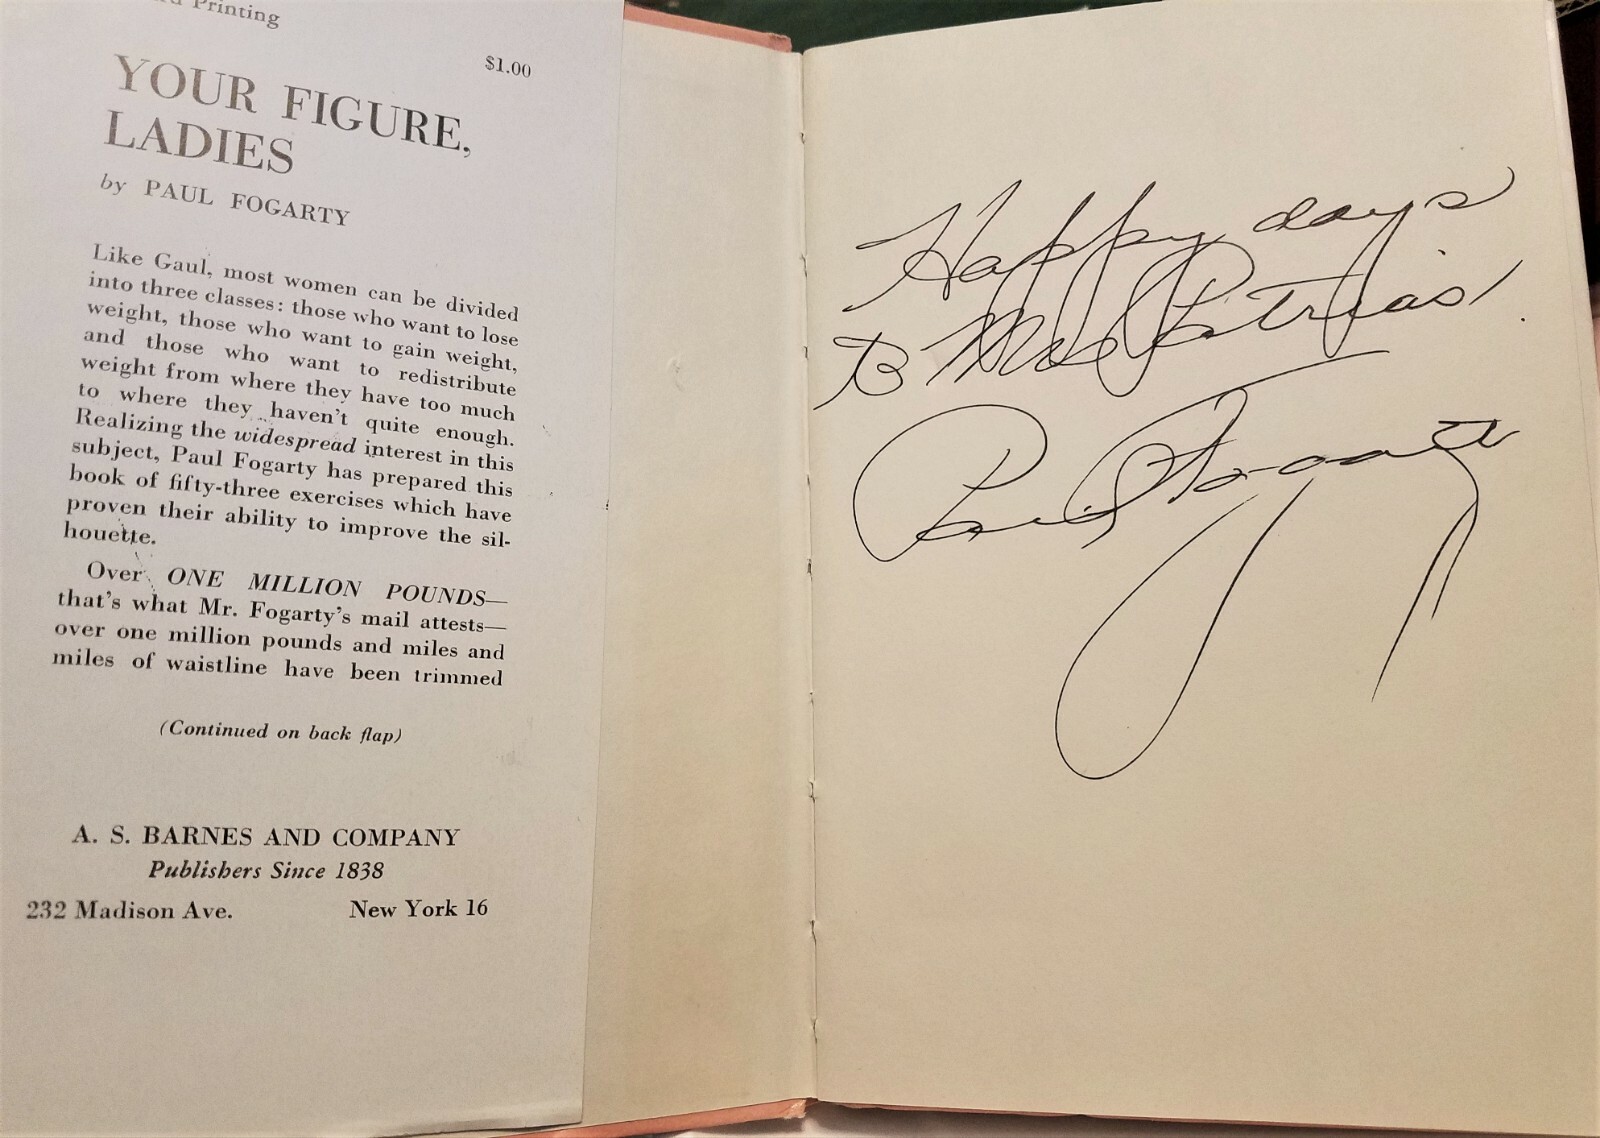 Printing
$1.00
YOUR FIGURE,
LADIES
by PAUL FOGARTY
Like Gaul, most women can be divided
into three classes: those who want to lose
weight, those who want to gain weight,
and those who want to redistribute
weight from where they have too much
to where they haven't quite enough.
Realizing the widespread interest in this
subject, Paul Fogarty has prepared this
book of fifty-three exercises which have
proven their ability to improve the sil-
houette.
Over ONE MILLION POUNDS—
that's what Mr. Fogarty's mail attests—
over one million pounds and miles and
miles of waistline have been trimmed
(Continued on back flap)
A. S. BARNES AND COMPANY
Publishers Since 1838
232 Madison Ave. New York 16
Happy days
to Mrs
Paul Fogarty